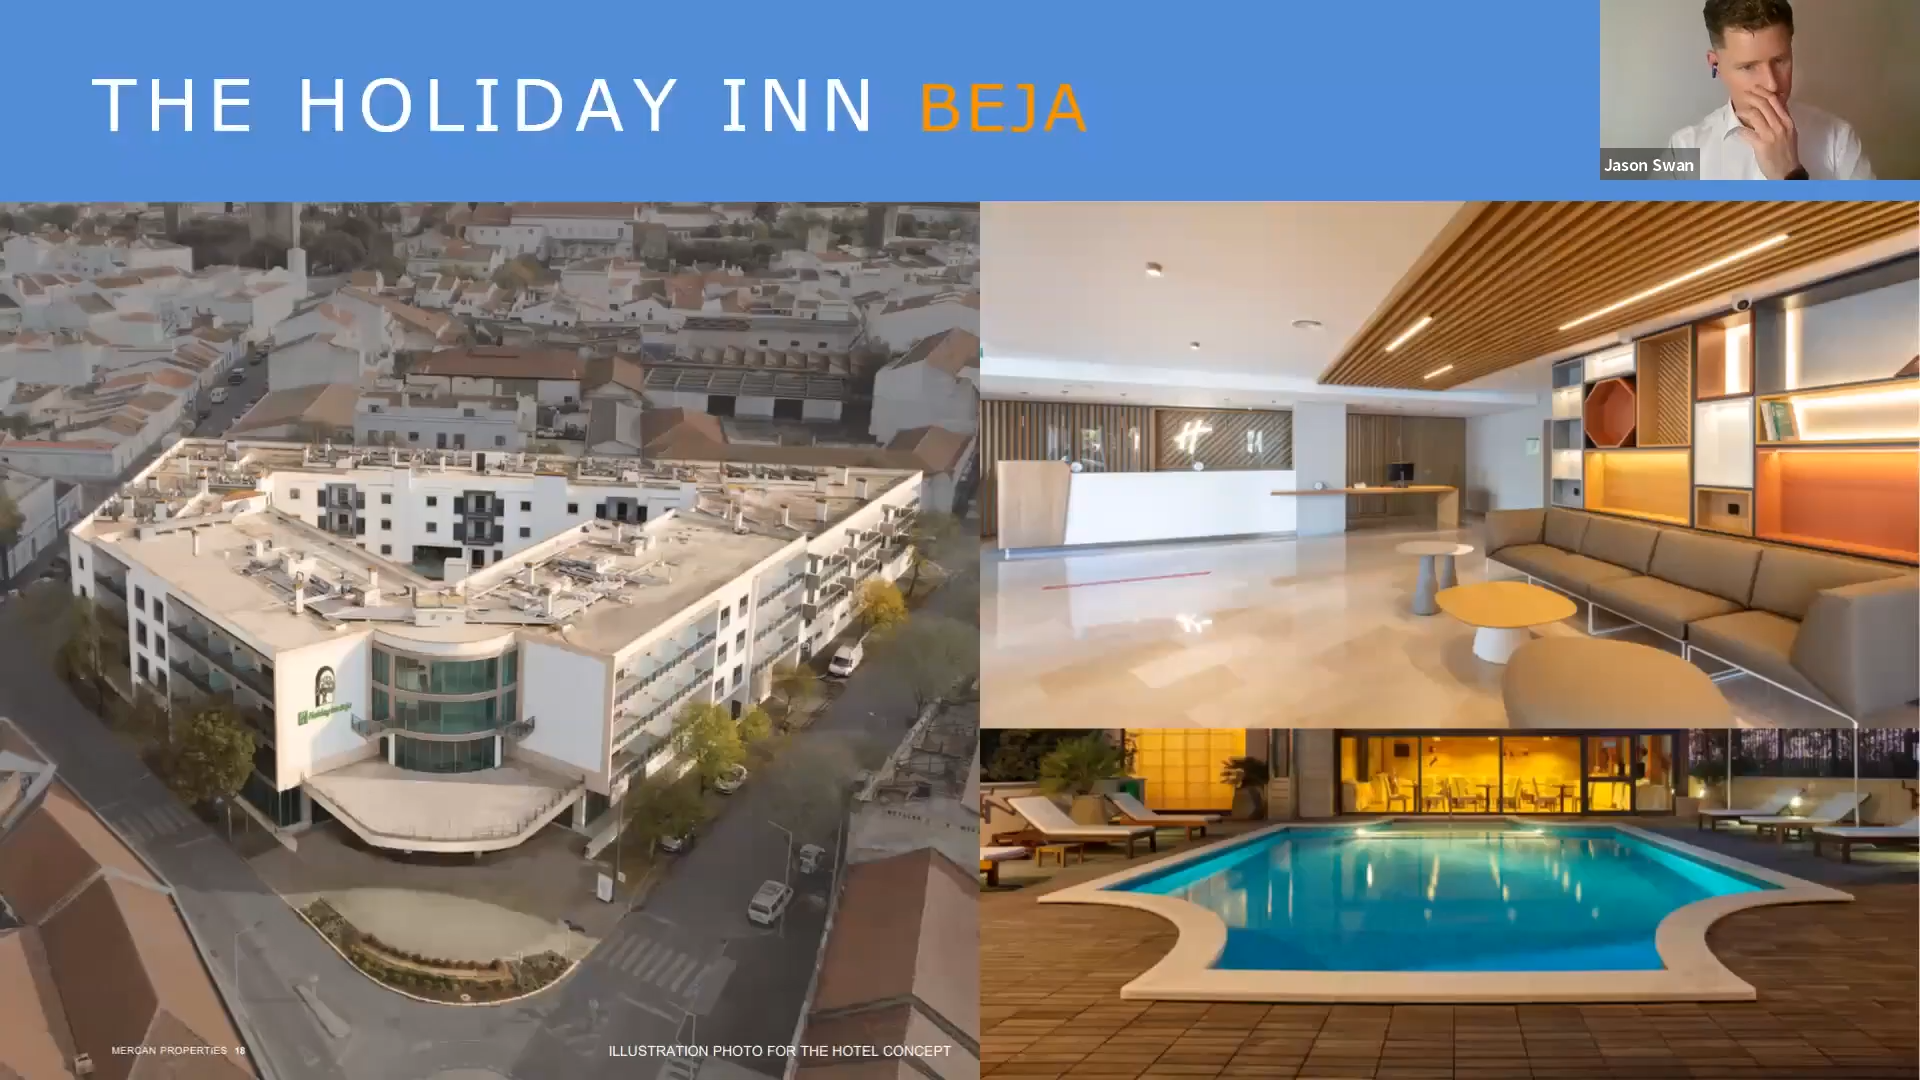 THE HOLIDAY INN BEJA
Jason Swan
MERCAN PROPERTIES 18
ILLUSTRATION PHOTO FOR THE HOTEL CONCEPT